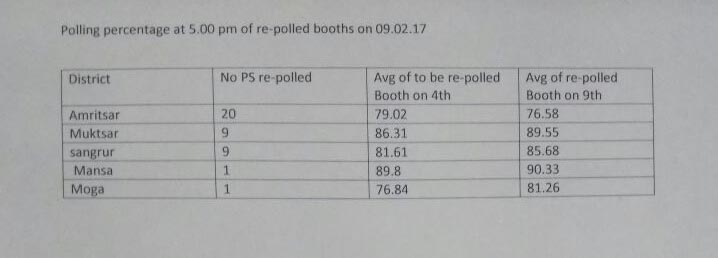 Polling percentage at 5.00 pm of re-polled booths on 09.02.17
District No PS re-polled Avg of to be re-polled Booth on 4th Avg of re-polled Booth on 9th
Amritsar 20 79.02 76.58
Muktsar 9 86.31 89.55
sangrur 9 81.61 85.68
Mansa 1 89.8 90.33
Moga 1 76.84 81.26